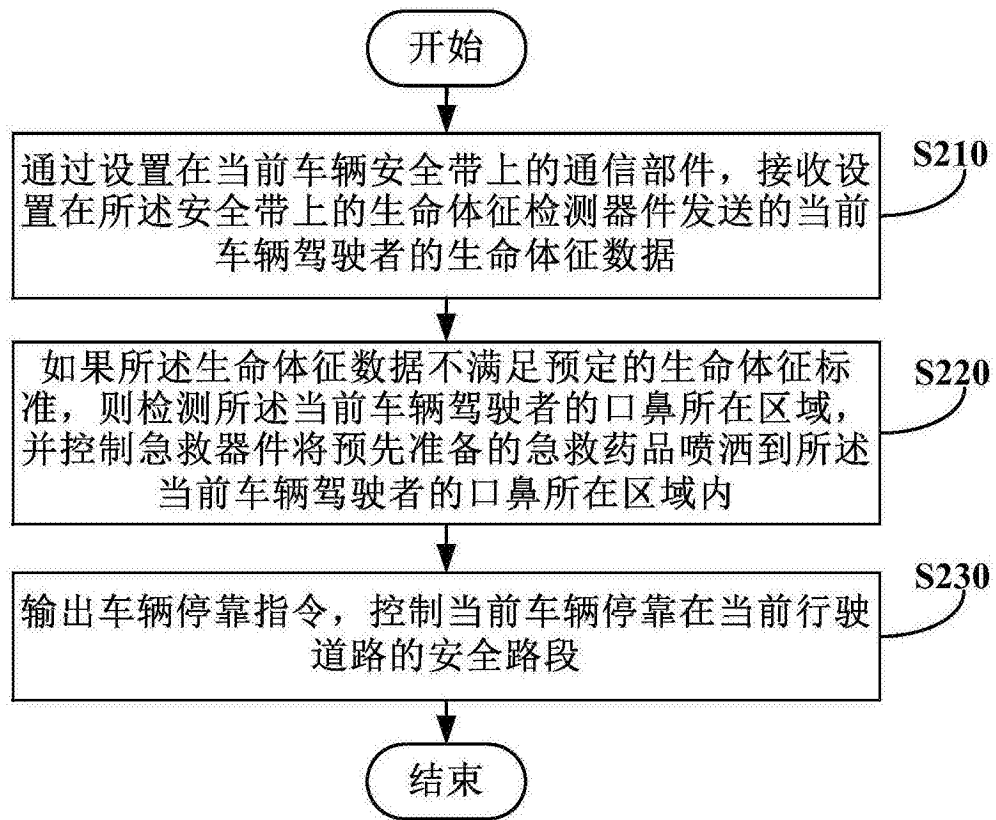 开始
通过设置在当前车辆安全带上的通信部件，接收设
置在所述安全带上的生命体征检测器件发送的当前
车辆驾驶者的生命体征数据
S210
如果所述生命体征数据不满足预定的生命体征标
准，则检测所述当前车辆驾驶者的口鼻所在区域，
并控制急救器件将预先准备的急救药品喷洒到所述
当前车辆驾驶者的口鼻所在区域内
S220
输出车辆停靠指令，控制当前车辆停靠在当前行驶
道路的安全路段
S230
结束